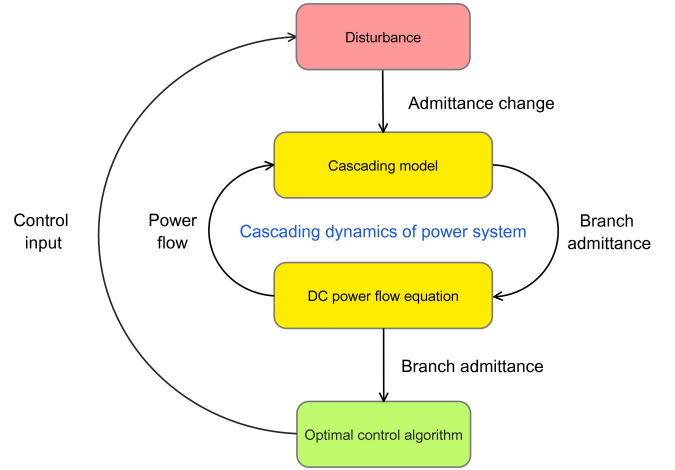 Disturbance
Admittance change
Cascading model
Control
input
Power
flow
Cascading dynamics of power system
Branch
admittance
DC power flow equation
Branch admittance
Optimal control algorithm